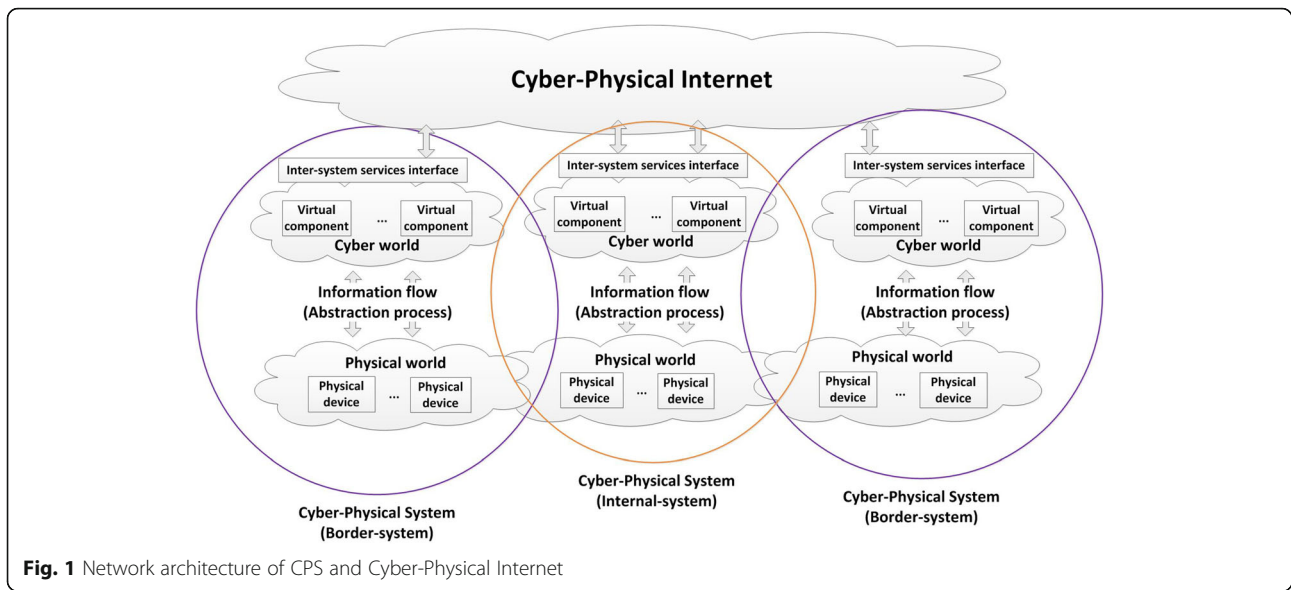 Cyber-Physical Internet
Inter-system services interface
Virtual
component
...
Virtual
component
Cyber world
Information flow
(Abstraction process)
Physical world
Physical
device
...
Physical
device
Cyber-Physical System
(Border-system)
Inter-system services interface
Virtual
component
...
Virtual
component
Cyber world
Information flow
(Abstraction process)
Physical world
Physical
device
...
Physical
device
Cyber-Physical System
(Internal-system)
Inter-system services interface
Virtual
component
...
Virtual
component
Cyber world
Information flow
(Abstraction process)
Physical world
Physical
device
...
Physical
device
Cyber-Physical System
(Border-system)
Fig. 1 Network architecture of CPS and Cyber-Physical Internet